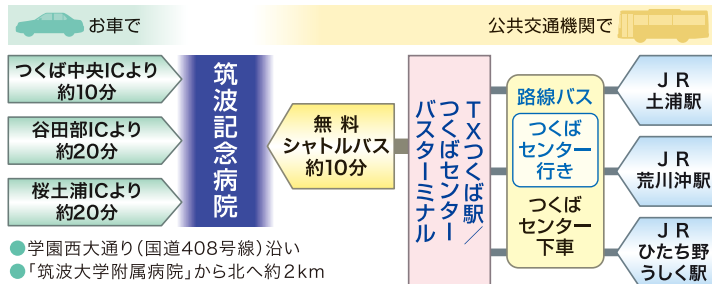 お車で
公共交通機関で
つくば中央ICより
約10分
谷田部ICより
約20分
桜土浦ICより
約20分
筑波記念病院
無料
シャトルバス
約10分
TXつくば駅／
つくばセンター
バスターミナル
路線バス
つくば
センター
行き
つくば
センター
下車
JR
土浦駅
JR
荒川沖駅
JR
ひたち野
うしく駅
●学園西大通り（国道408号線）沿い
●「筑波大学附属病院」から北へ約2km